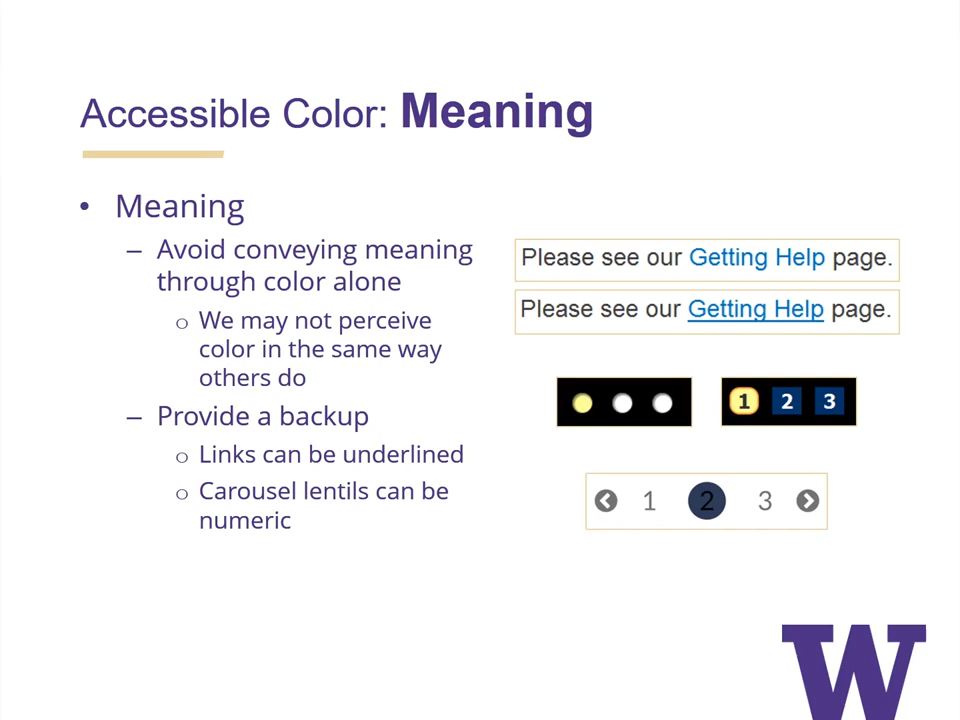 Accessible Color: Meaning
• Meaning
– Avoid conveying meaning
through color alone
o We may not perceive
color in the same way
others do
– Provide a backup
o Links can be underlined
o Carousel lentils can be
numeric
Please see our Getting Help page.
Please see our Getting Help page.
1 2 3
1 2 3
W